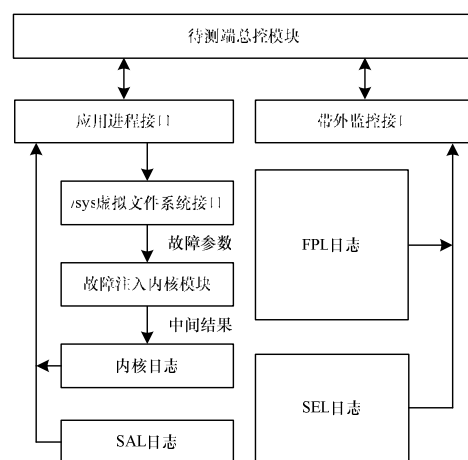 待测端总控模块
应用进程接口
带外监控接口
/sys虚拟文件系统接口
故障参数
FPL日志
故障注入内核模块
中间结果
内核日志
SEL日志
SAL日志